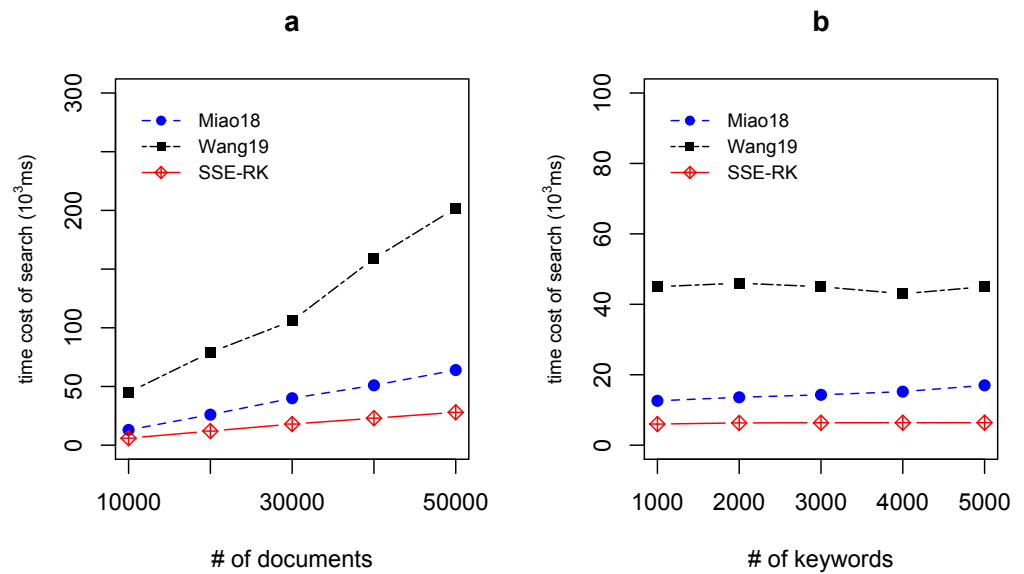 a
time cost of search (10³ms)
300
200
100
50
0
Miao18
Wang19
SSE-RK
10000 30000 50000
# of documents
b
time cost of search (10³ms)
100
80
60
40
20
0
Miao18
Wang19
SSE-RK
1000 2000 3000 4000 5000
# of keywords